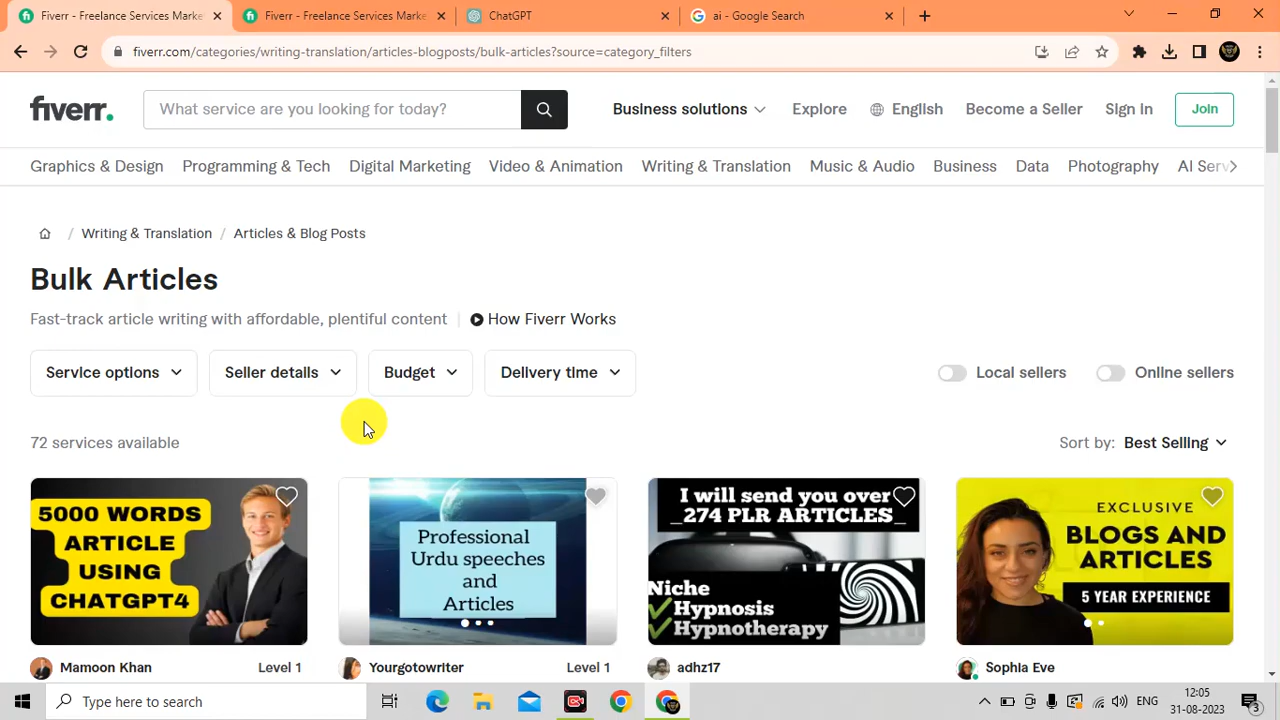 Fiverr - Freelance Services Marke
Fiverr - Freelance Services Marke
ChatGPT
ai - Google Search
fiverr.com/categories/writing-translation/articles-blogposts/bulk-articles?source=category_filters
fiverr.
What service are you looking for today?
Business solutions
Explore
English
Become a Seller
Sign In
Join
Graphics & Design
Programming & Tech
Digital Marketing
Video & Animation
Writing & Translation
Music & Audio
Business
Data
Photography
AI Serv
/ Writing & Translation / Articles & Blog Posts
Bulk Articles
Fast-track article writing with affordable, plentiful content
How Fiverr Works
Service options
Seller details
Budget
Delivery time
Local sellers
Online sellers
72 services available
Sort by: Best Selling
5000 WORDS
ARTICLE
USING
CHATGPT4
Professional
Urdu speeches
and
Articles
I will send you over
_274 PLR ARTICLES_
Niche
Hypnosis
Hypnotherapy
EXCLUSIVE
BLOGS AND
ARTICLES
5 YEAR EXPERIENCE
Mamoon Khan
Level 1
Yourgotowriter
Level 1
adhz17
Sophia Eve
Type here to search
ENG
12:05
31-08-2023
3